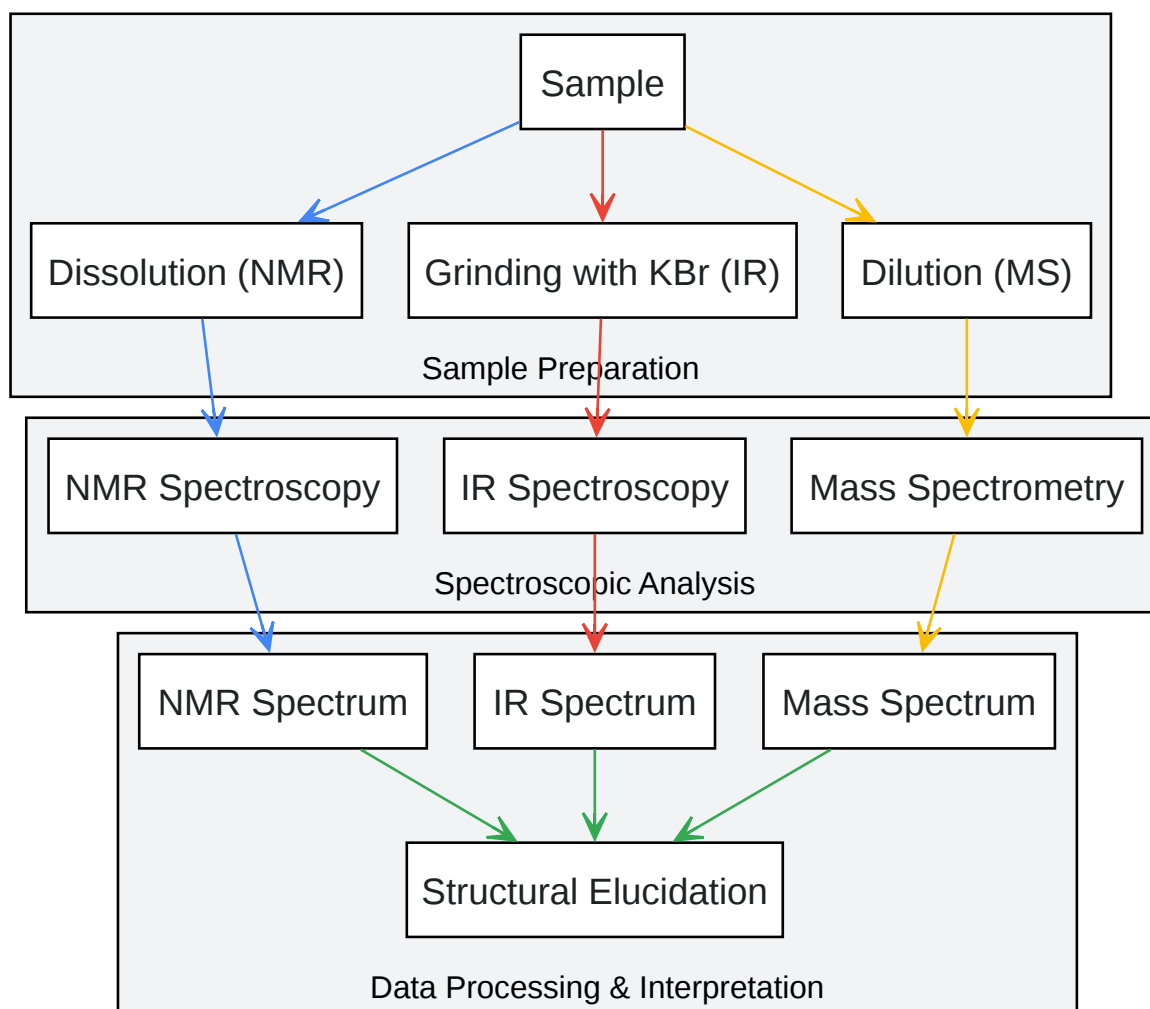 Sample
Dissolution (NMR)
Grinding with KBr (IR)
Dilution (MS)
Sample Preparation
NMR Spectroscopy
IR Spectroscopy
Mass Spectrometry
Spectroscopic Analysis
NMR Spectrum
IR Spectrum
Mass Spectrum
Structural Elucidation
Data Processing & Interpretation